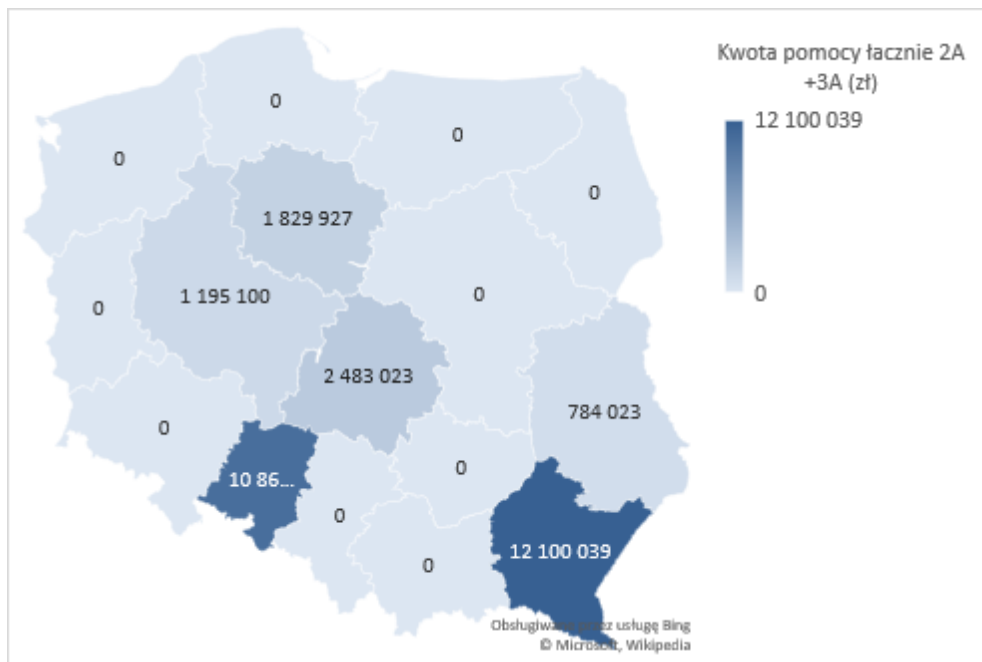 Kwota pomocy łacznie 2A
+3A (zł)
12 100 039
0
0
0
0
0
1 829 927
1 195 100
0
0
2 483 023
784 023
0
10 86...
0
0
0
12 100 039
Obsługiwane przez usługę Bing
© Microsoft, Wikipedia